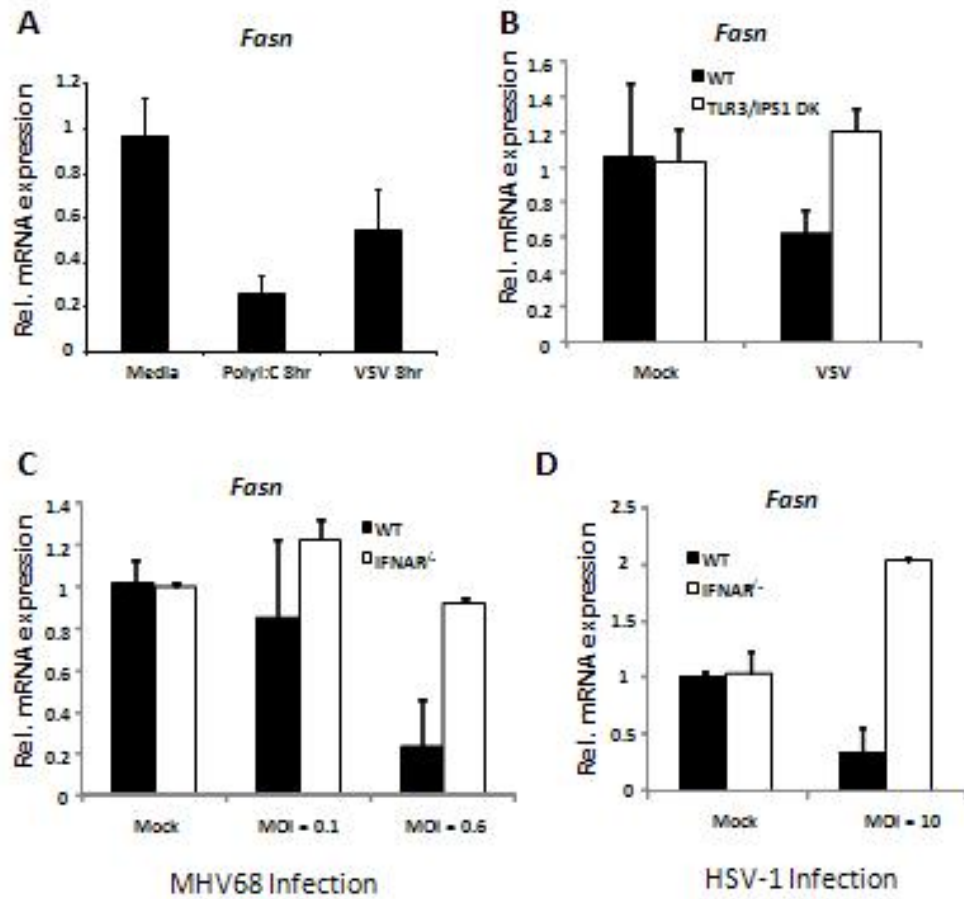 A
Fasn
Rel. mRNA expression
1.2
1
0.8
0.6
0.4
0.2
0
Media
PolyI:C 8hr
VSV 8hr
B
Fasn
Rel. mRNA expression
1.6
1.4
1.2
1
0.8
0.6
0.4
0.2
0
WT
TLR3/IPS1 DK
Mock
VSV
C
Fasn
Rel. mRNA expression
1.4
1.2
1
0.8
0.6
0.4
0.2
0
WT
IFNAR-/-
Mock
MOI = 0.1
MOI = 0.6
MHV68 Infection
D
Fasn
Rel. mRNA expression
2.5
2
1.5
1
0.5
0
WT
IFNAR-/-
Mock
MOI = 10
HSV-1 Infection